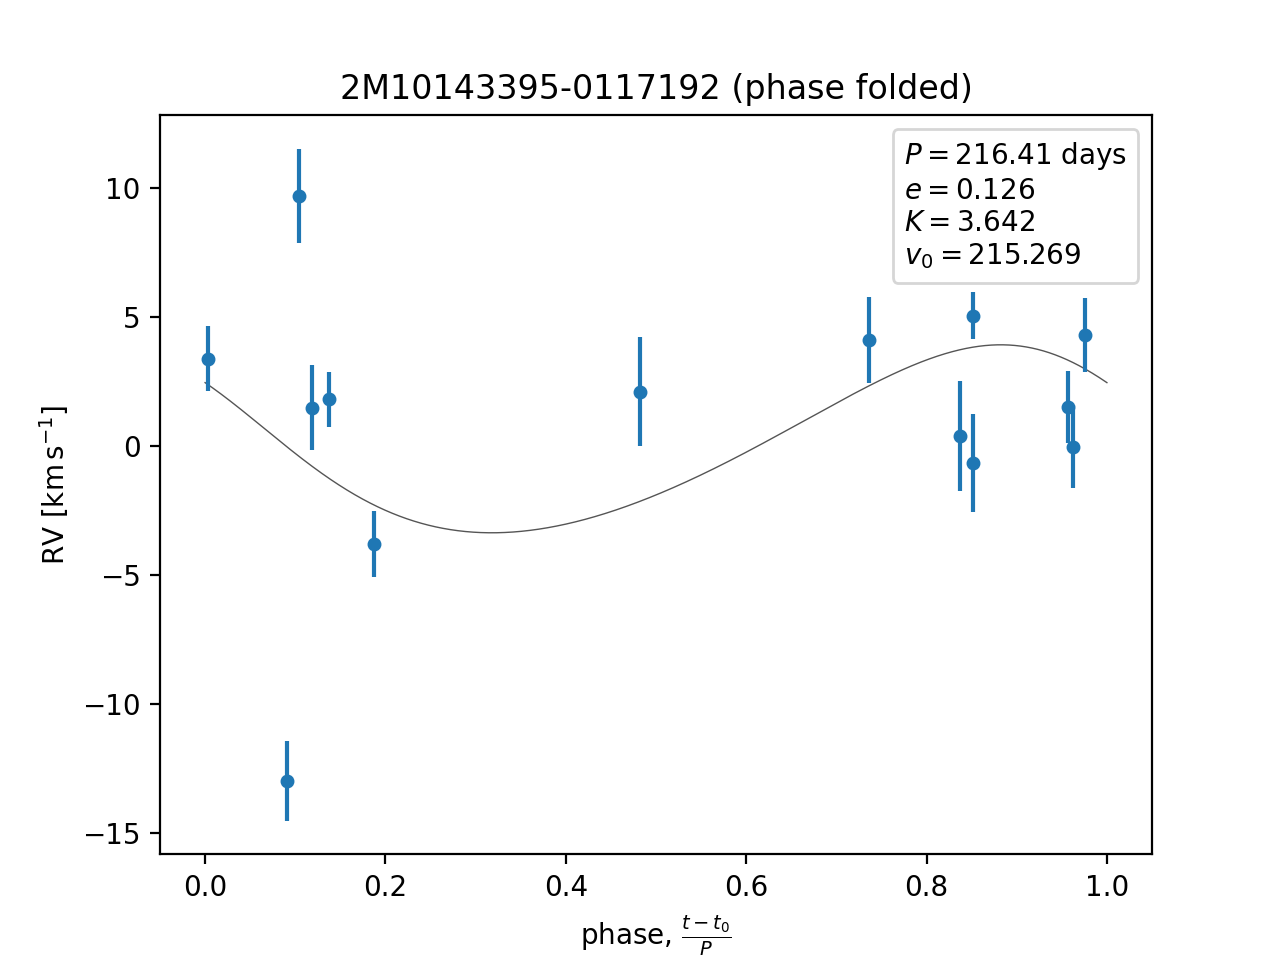 2M10143395-0117192 (phase folded)
P = 216.41 days
e = 0.126
K = 3.642
v₀ = 215.269
RV [km s⁻¹]
10
5
0
−5
−10
−15
0.0 0.2 0.4 0.6 0.8 1.0
phase, (t − t₀)/P